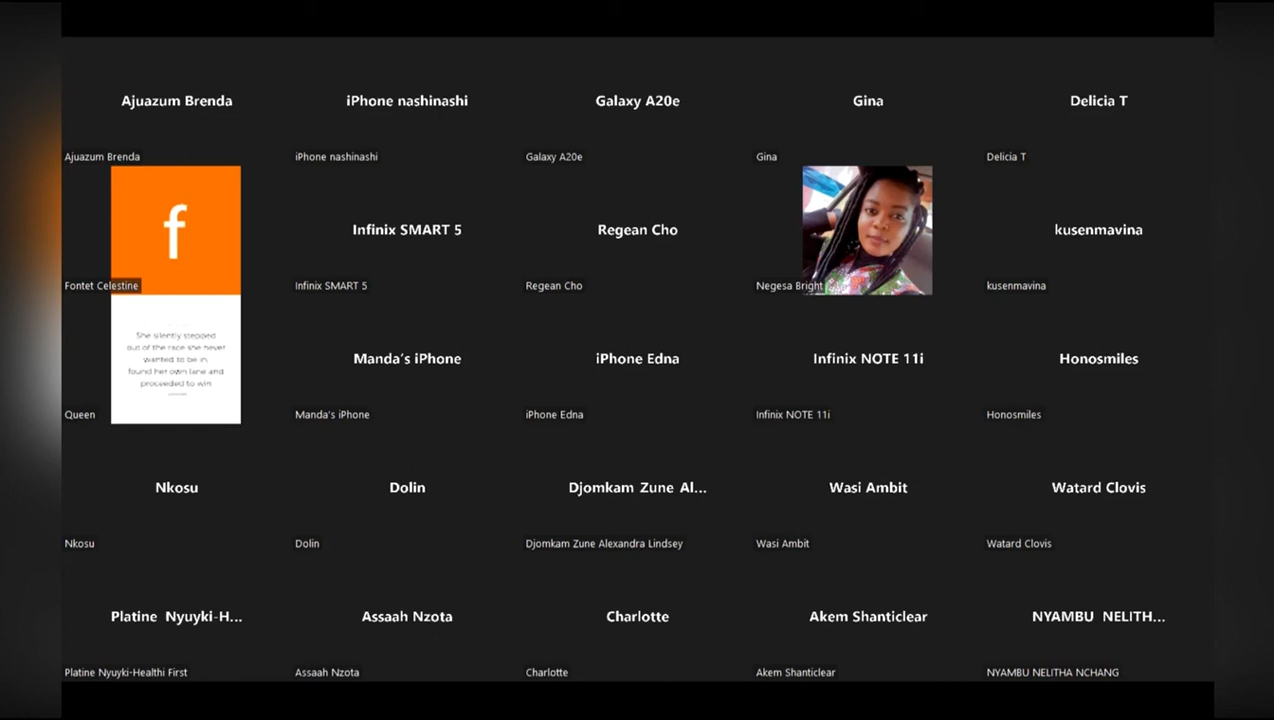 Ajuazum Brenda
iPhone nashinashi
Galaxy A20e
Gina
Delicia T
Ajuazum Brenda
iPhone nashinashi
Galaxy A20e
Gina
Delicia T
f
Infinix SMART 5
Regean Cho
kusenmavina
Fontet Celestine
Infinix SMART 5
Regean Cho
Negesa Bright
kusenmavina
She silently stepped
out of the race she never
wanted to be in,
found her own lane and
proceeded to win
Manda's iPhone
iPhone Edna
Infinix NOTE 11i
Honosmiles
Queen
Manda's iPhone
iPhone Edna
Infinix NOTE 11i
Honosmiles
Nkosu
Dolin
Djomkam Zune Al...
Wasi Ambit
Watard Clovis
Nkosu
Dolin
Djomkam Zune Alexandra Lindsey
Wasi Ambit
Watard Clovis
Platine Nyuyki-H...
Assaah Nzota
Charlotte
Akem Shanticlear
NYAMBU NELITH...
Platine Nyuyki-Healthi First
Assaah Nzota
Charlotte
Akem Shanticlear
NYAMBU NELITHA NCHANG